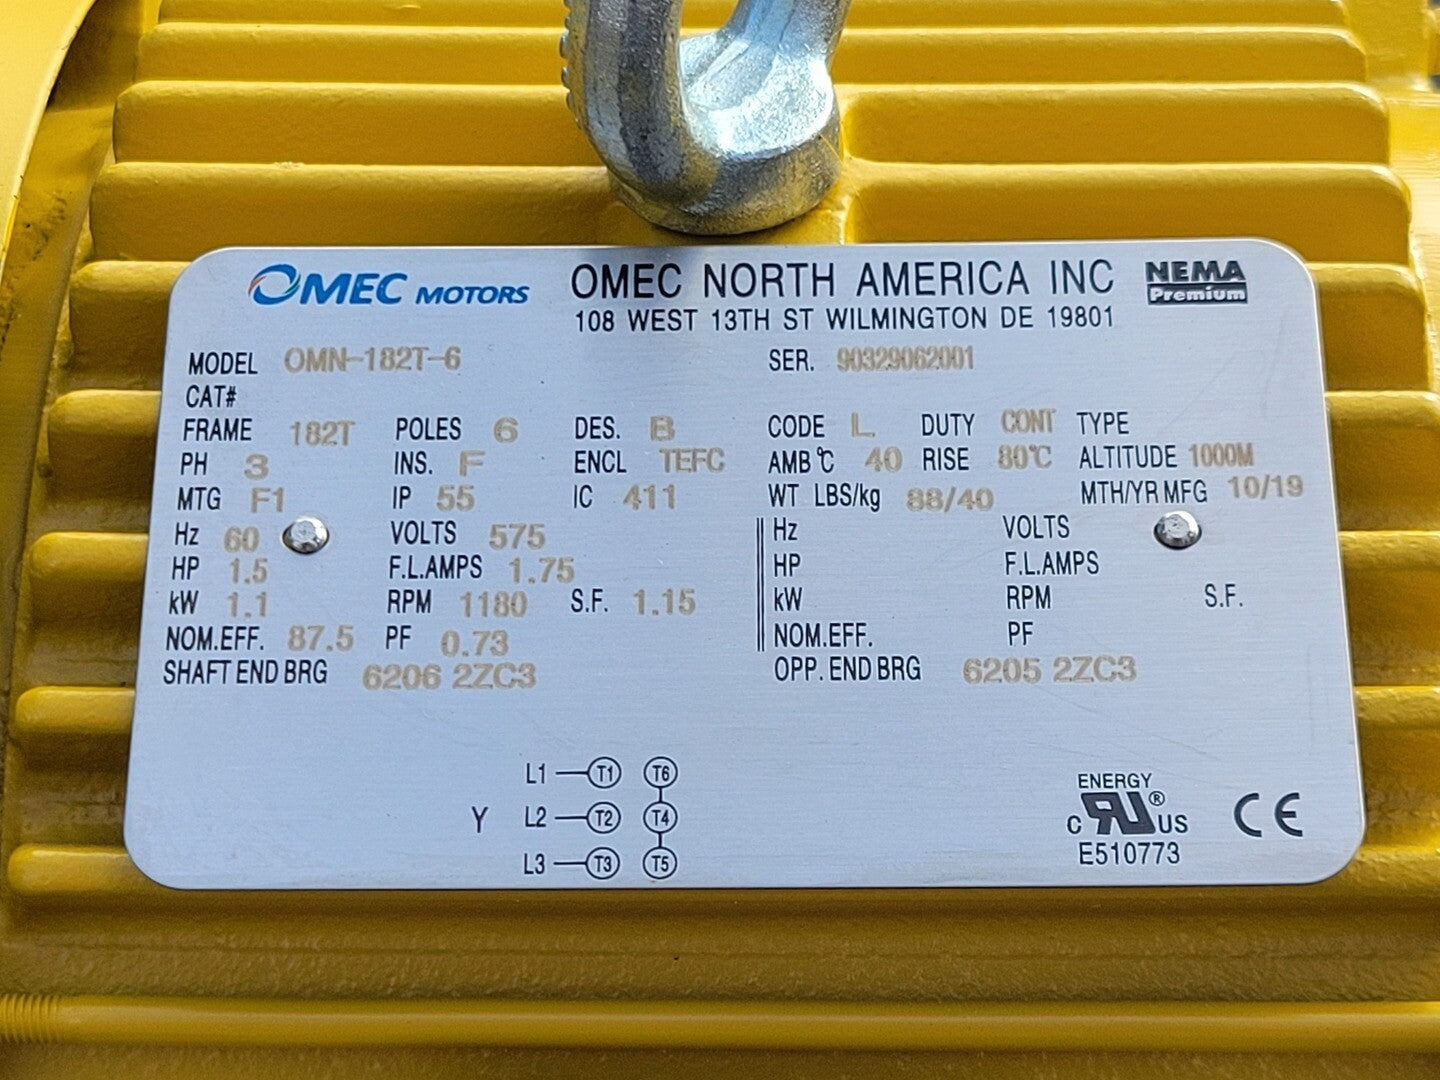 OMEC MOTORS OMEC NORTH AMERICA INC NEMA Premium
108 WEST 13TH ST WILMINGTON DE 19801
MODEL OMN-182T-6 SER. 90329062001
CAT#
FRAME 182T POLES 6 DES. B CODE L DUTY CONT TYPE
PH 3 INS. F ENCL TEFC AMB℃ 40 RISE 80℃ ALTITUDE 1000M
MTG F1 IP 55 IC 411 WT LBS/kg 88/40 MTH/YR MFG 10/19
Hz 60 VOLTS 575 Hz VOLTS
HP 1.5 F.L.AMPS 1.75 HP F.L.AMPS
kW 1.1 RPM 1180 S.F. 1.15 kW RPM S.F.
NOM.EFF. 87.5 PF 0.73 NOM.EFF. PF
SHAFT END BRG 6206 2ZC3 OPP. END BRG 6205 2ZC3
L1 T1 T6
Y L2 T2 T4
L3 T3 T5
ENERGY
C RU ® US CE
E510773